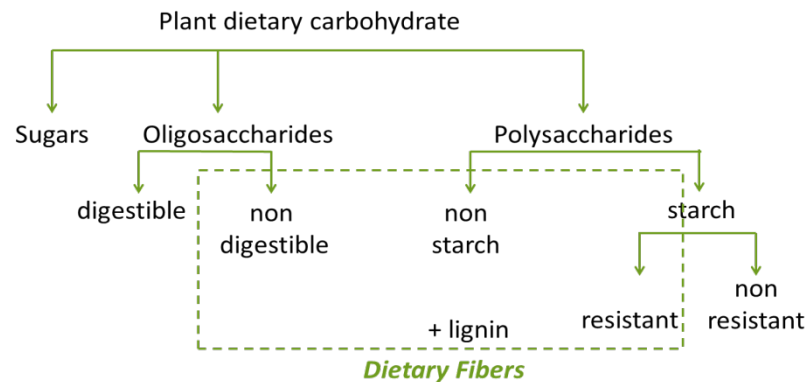 Plant dietary carbohydrate
Sugars
Oligosaccharides
Polysaccharides
digestible
non
digestible
non
starch
starch
+ lignin
resistant
non
resistant
Dietary Fibers